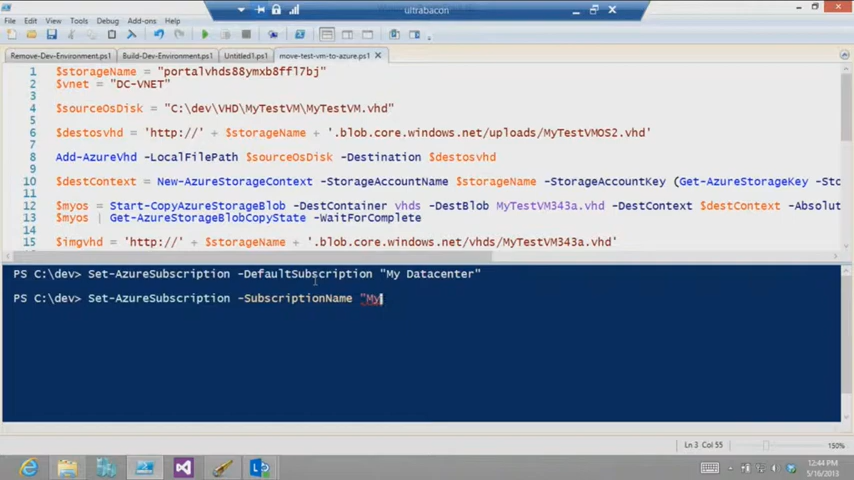 ultrabacon
File Edit View Tools Debug Add-ons Help
Remove-Dev-Environment.ps1 Build-Dev-Environment.ps1 Untitled1.ps1 move-test-vm-to-azure.ps1
1 $storageName = "portalvhds88ymxb8ffl7bj"
2 $vnet = "DC-VNET"
3
4 $sourceOsDisk = "C:\dev\VHD\MyTestVM\MyTestVM.vhd"
5
6 $destosvhd = 'http://' + $storageName + '.blob.core.windows.net/uploads/MyTestVMOS2.vhd'
7
8 Add-AzureVhd -LocalFilePath $sourceOsDisk -Destination $destosvhd
9
10 $destContext = New-AzureStorageContext -StorageAccountName $storageName -StorageAccountKey (Get-AzureStorageKey -Sto
11
12 $myos = Start-CopyAzureStorageBlob -DestContainer vhds -DestBlob MyTestVM343a.vhd -DestContext $destContext -Absolut
13 $myos | Get-AzureStorageBlobCopyState -WaitForComplete
14
15 $imgvhd = 'http://' + $storageName + '.blob.core.windows.net/vhds/MyTestVM343a.vhd'
PS C:\dev> Set-AzureSubscription -DefaultSubscription "My Datacenter"
PS C:\dev> Set-AzureSubscription -SubscriptionName "My
Ln 3 Col 55 150%
12:44 PM
5/16/2013